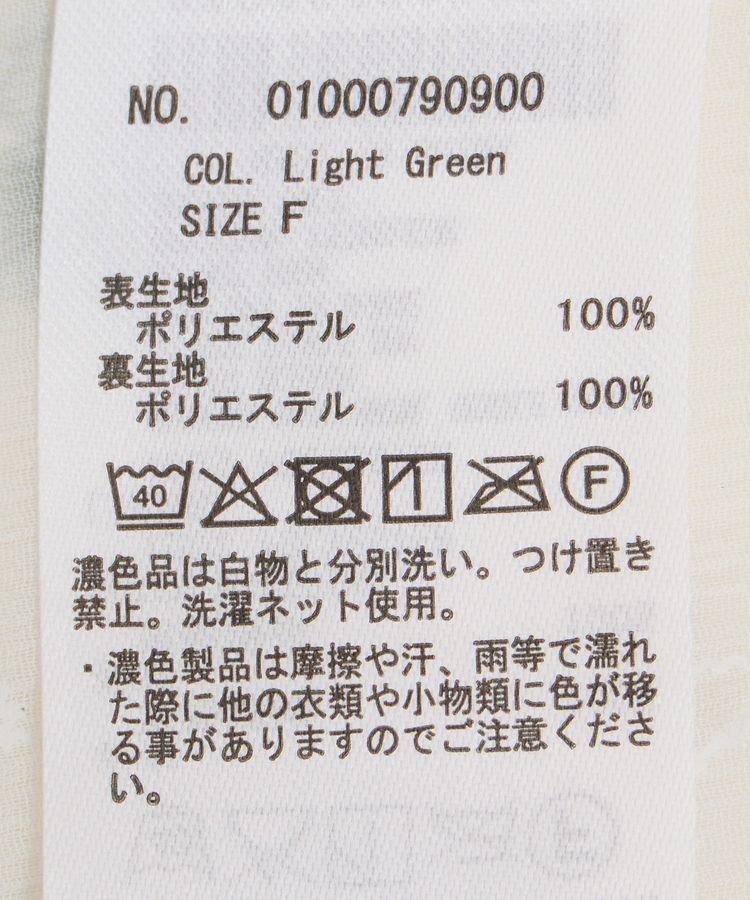 NO. 01000790900
COL. Light Green
SIZE F
表生地
ポリエステル 100%
裏生地
ポリエステル 100%
40 F
濃色品は白物と分別洗い。つけ置き
禁止。洗濯ネット使用。
・濃色製品は摩擦や汗、雨等で濡れ
た際に他の衣類や小物類に色が移
る事がありますのでご注意くださ
い。